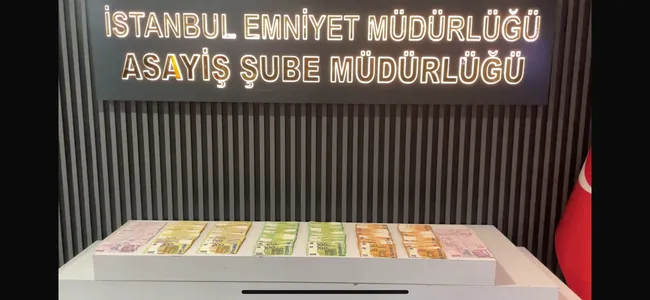 İSTANBUL EMNİYET MÜDÜRLÜĞÜ
ASAYİŞ ŞUBE MÜDÜRLÜĞÜ